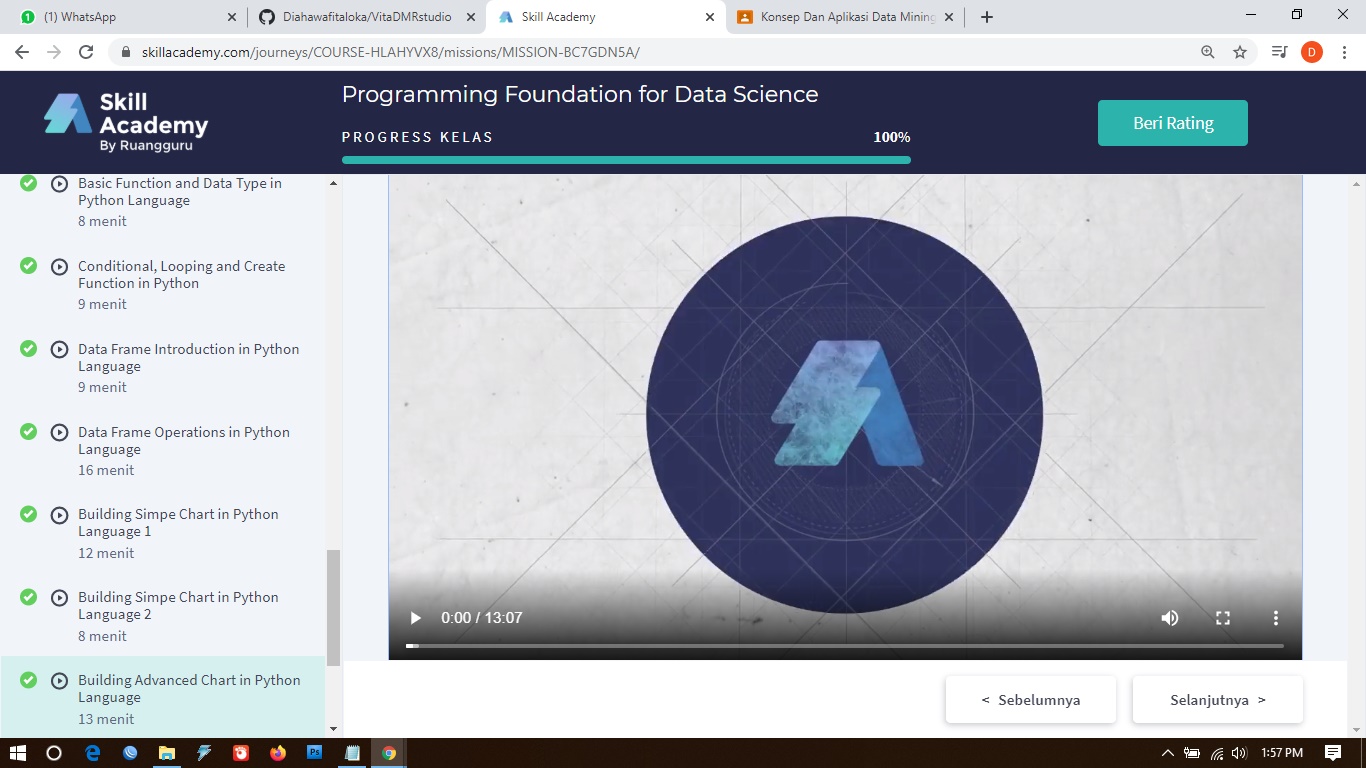 (1) WhatsApp
Diahawafitaloka/VitaDMRstudio
Skill Academy
Konsep Dan Aplikasi Data Mining
skillacademy.com/journeys/COURSE-HLAHYVX8/missions/MISSION-BC7GDN5A/
D
Skill
Academy
By Ruangguru
Programming Foundation for Data Science
PROGRESS KELAS
100%
Beri Rating
Basic Function and Data Type in
Python Language
8 menit
Conditional, Looping and Create
Function in Python
9 menit
Data Frame Introduction in Python
Language
9 menit
Data Frame Operations in Python
Language
16 menit
Building Simpe Chart in Python
Language 1
12 menit
Building Simpe Chart in Python
Language 2
8 menit
Building Advanced Chart in Python
Language
13 menit
0:00 / 13:07
< Sebelumnya
Selanjutnya >
Ps
1:57 PM